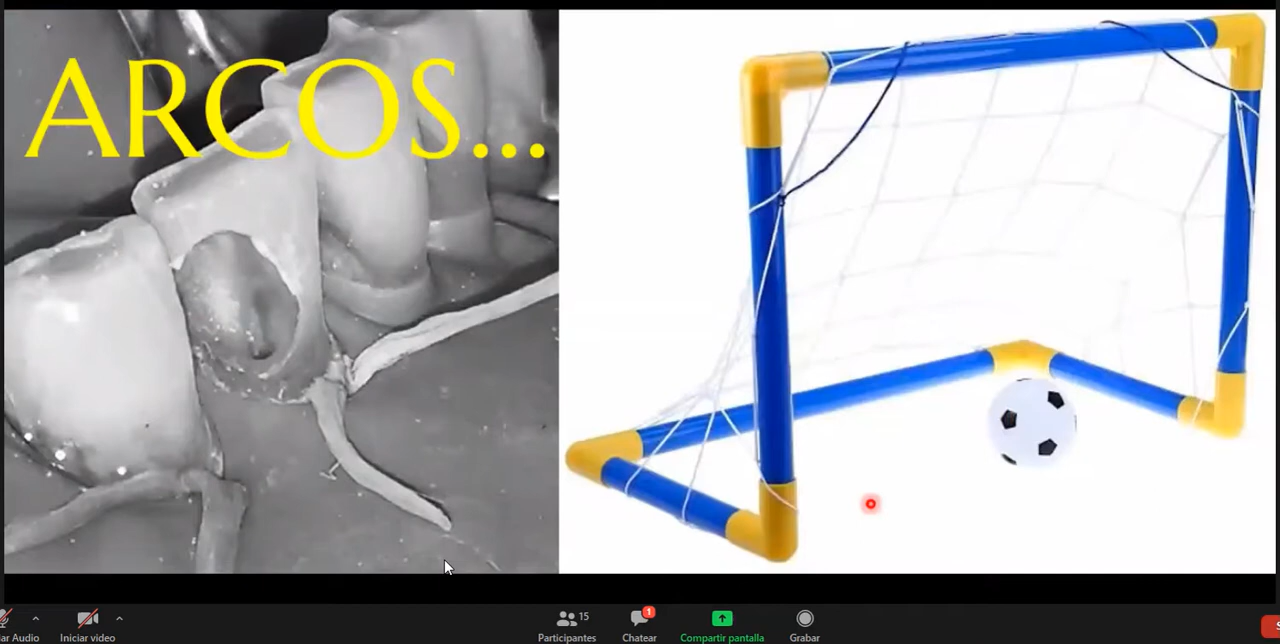 ARCOS...
ar Audio
Iniciar video
15
Participantes
1
Chatear
Compartir pantalla
Grabar